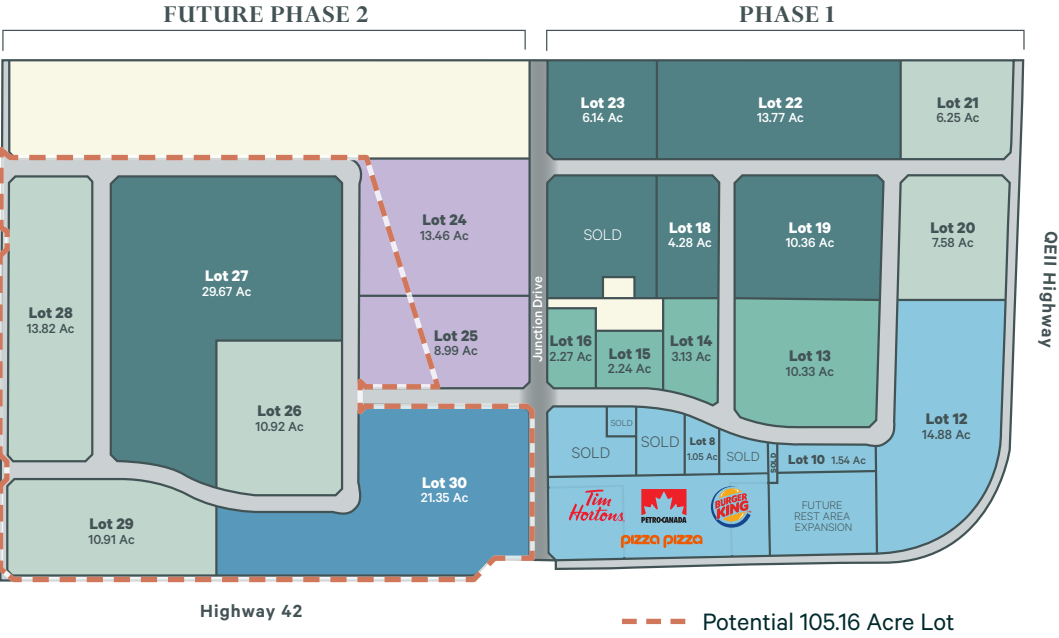 FUTURE PHASE 2
PHASE 1
Lot 23
6.14 Ac
Lot 22
13.77 Ac
Lot 21
6.25 Ac
Lot 24
13.46 Ac
SOLD
Lot 18
4.28 Ac
Lot 19
10.36 Ac
Lot 20
7.58 Ac
Lot 27
29.67 Ac
Lot 28
13.82 Ac
Lot 25
8.99 Ac
Junction Drive
Lot 16
2.27 Ac
Lot 15
2.24 Ac
Lot 14
3.13 Ac
Lot 13
10.33 Ac
QEII Highway
Lot 26
10.92 Ac
Lot 12
14.88 Ac
SOLD
SOLD
SOLD
Lot 8
1.05 Ac
SOLD
SOLD
Lot 10 1.54 Ac
Lot 30
21.35 Ac
Lot 29
10.91 Ac
Tim
Hortons
PETRO-CANADA
BURGER
KING
pizza pizza
FUTURE
REST AREA
EXPANSION
Highway 42
Potential 105.16 Acre Lot